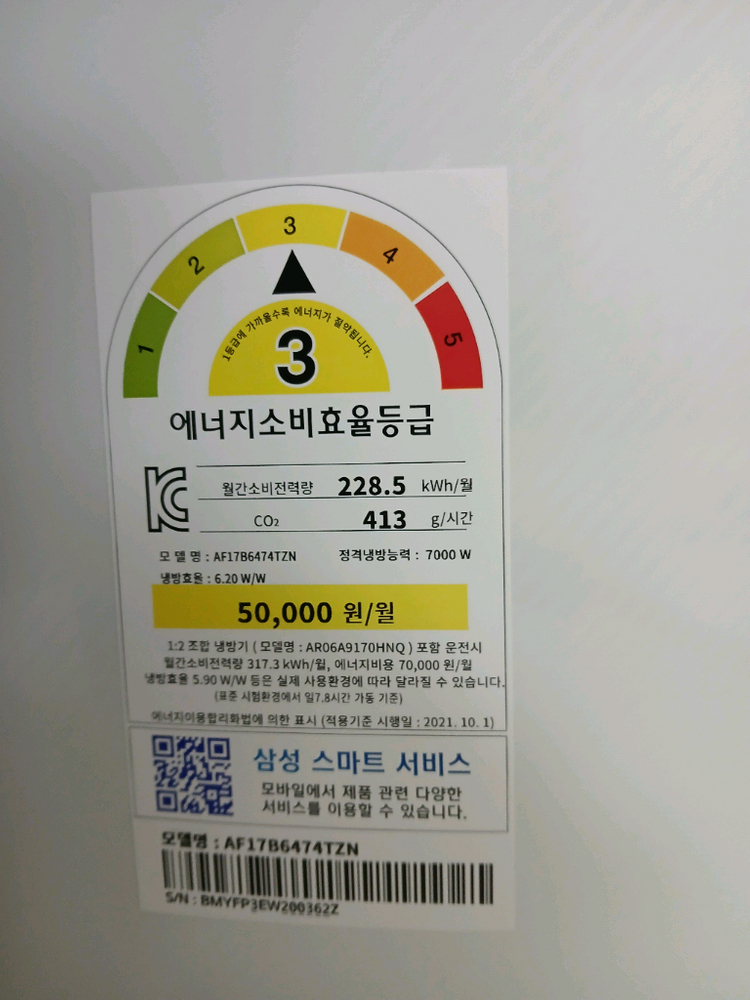 1
2
3
4
5
1등급에 가까울수록 에너지가 절약됩니다.
3
에너지소비효율등급
월간소비전력량 228.5 kWh/월
CO₂ 413 g/시간
모 델 명 : AF17B6474TZN 정격냉방능력 : 7000 W
냉방효율 : 6.20 W/W
50,000 원/월
1:2 조합 냉방기 ( 모델명 : AR06A9170HNQ ) 포함 운전시
월간소비전력량 317.3 kWh/월, 에너지비용 70,000 원/월
냉방효율 5.90 W/W 등은 실제 사용환경에 따라 달라질 수 있습니다.
(표준 시험환경에서 일7.8시간 가동 기준)
에너지이용합리화법에 의한 표시 (적용기준 시행일 : 2021. 10. 1)
삼성 스마트 서비스
모바일에서 제품 관련 다양한
서비스를 이용할 수 있습니다.
모델명 : AF17B6474TZN
S/N : BMYFP3EW200362Z